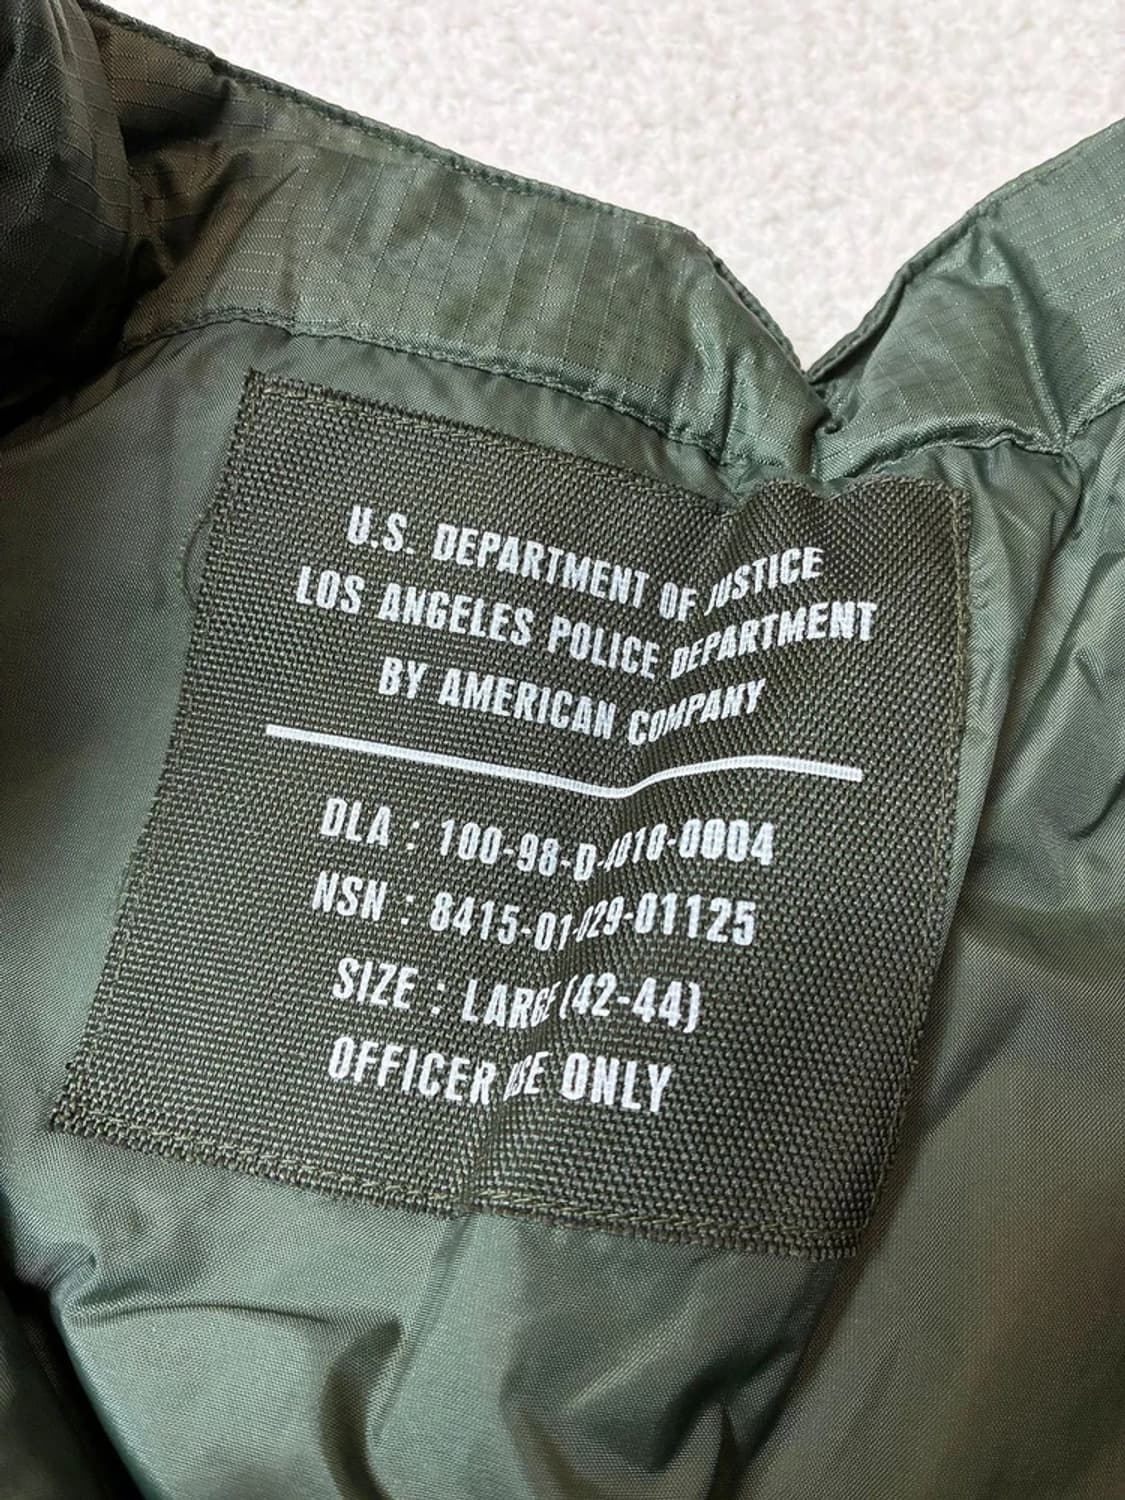 U.S. DEPARTMENT OF JUSTICE
LOS ANGELES POLICE DEPARTMENT
BY AMERICAN COMPANY
DLA : 100-98-D-4010-0004
NSN : 8415-01-029-01125
SIZE : LARGE (42-44)
OFFICER USE ONLY